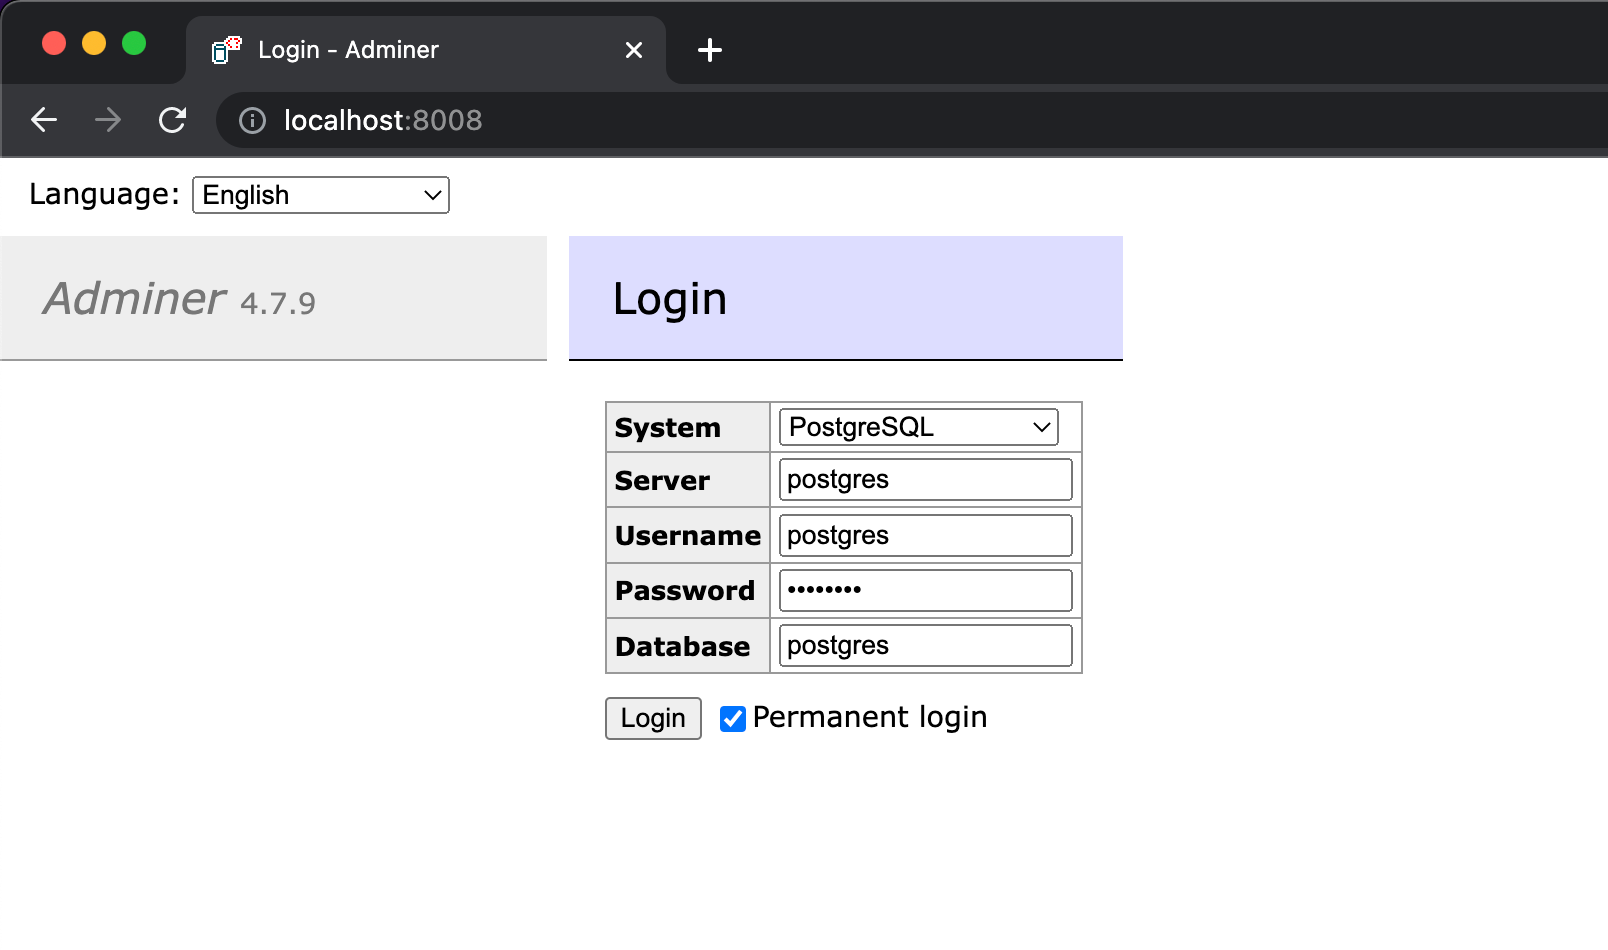 Login - Adminer
localhost:8008
Language: English
Adminer 4.7.9
Login
System PostgreSQL
Server postgres
Username postgres
Password ••••••••
Database postgres
Login Permanent login